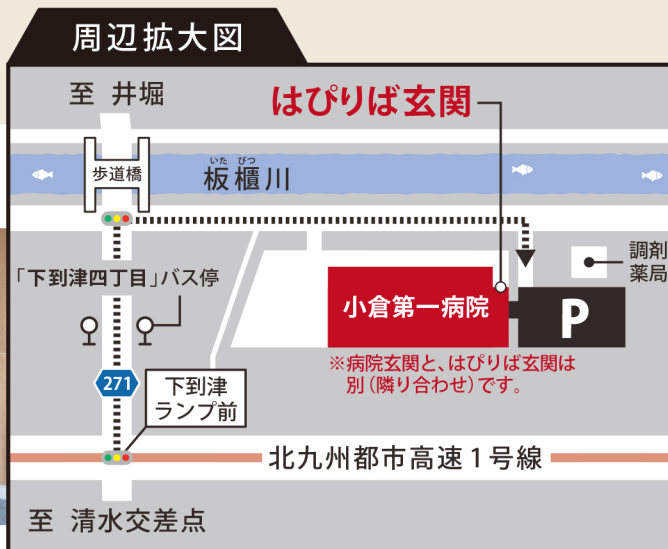 周辺拡大図
至 井堀
はぴりば玄関
歩道橋
いた びつ
板櫃川
「下到津四丁目」バス停
調剤
薬局
小倉第一病院
P
※病院玄関と、はぴりば玄関は
別（隣り合わせ）です。
271
下到津
ランプ前
北九州都市高速1号線
至 清水交差点